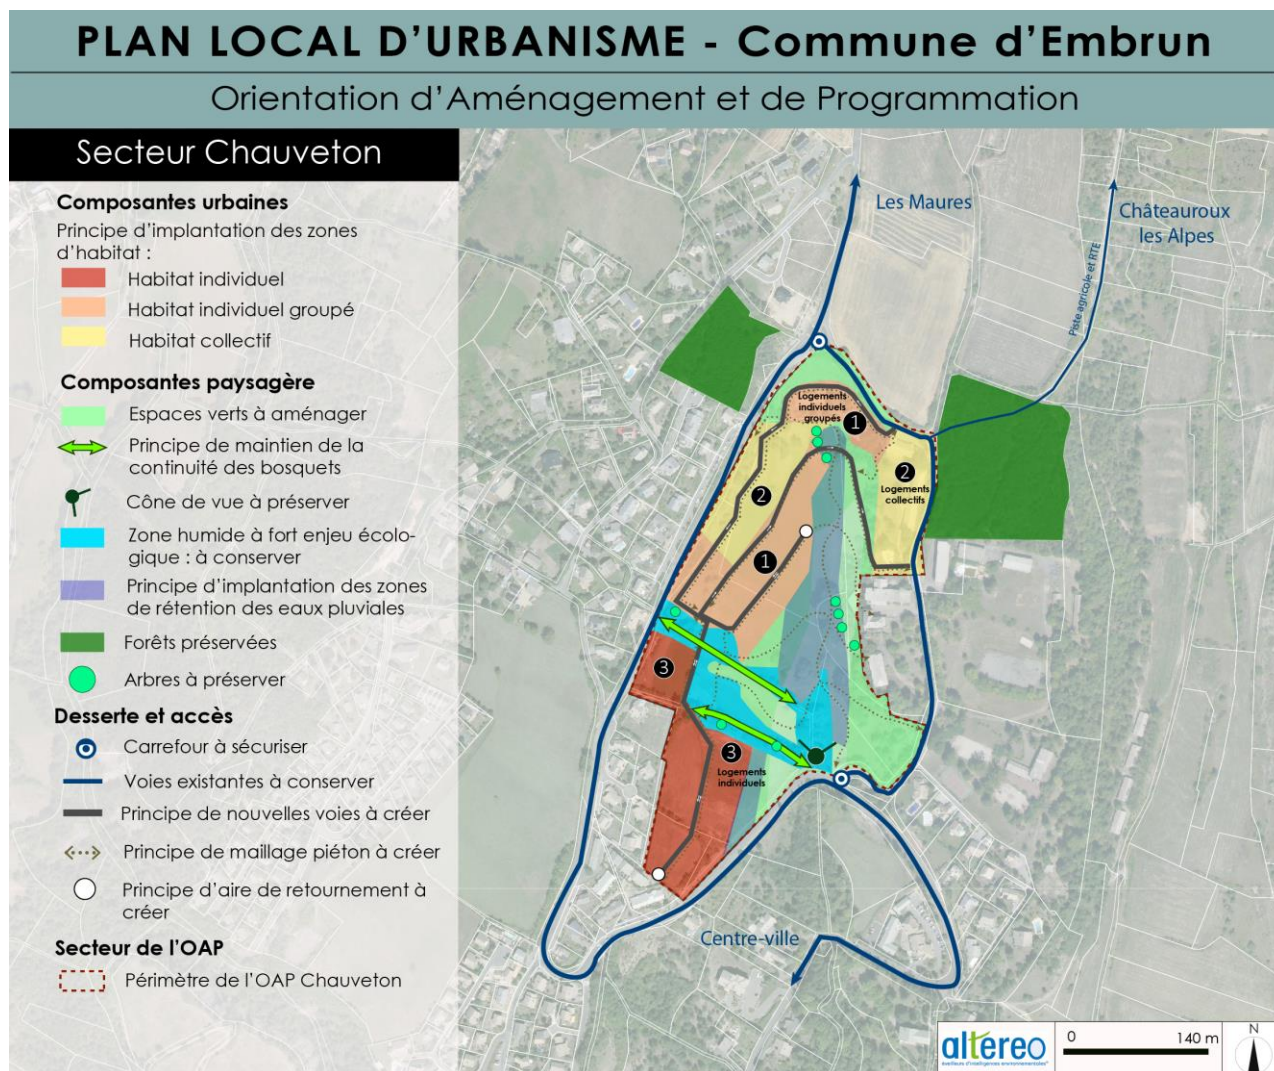 PLAN LOCAL D'URBANISME - Commune d'Embrun
Orientation d'Aménagement et de Programmation
Secteur Chauveton
Composantes urbaines
Principe d'implantation des zones
d'habitat :
Habitat individuel
Habitat individuel groupé
Habitat collectif
Composantes paysagère
Espaces verts à aménager
Principe de maintien de la
continuité des bosquets
Cône de vue à préserver
Zone humide à fort enjeu écolo-
gique : à conserver
Principe d'implantation des zones
de rétention des eaux pluviales
Forêts préservées
Arbres à préserver
Desserte et accès
Carrefour à sécuriser
Voies existantes à conserver
Principe de nouvelles voies à créer
Principe de maillage piéton à créer
Principe d'aire de retournement à
créer
Secteur de l'OAP
Périmètre de l'OAP Chauveton
Les Maures
Châteauroux
les Alpes
Piste agricole et RTE
Logements
individuels
groupés
1
2
Logements
collectifs
2
1
3
3
Logements
individuels
Centre-ville
altereo
éveilleurs d'intelligences environnementales
0 140 m
N